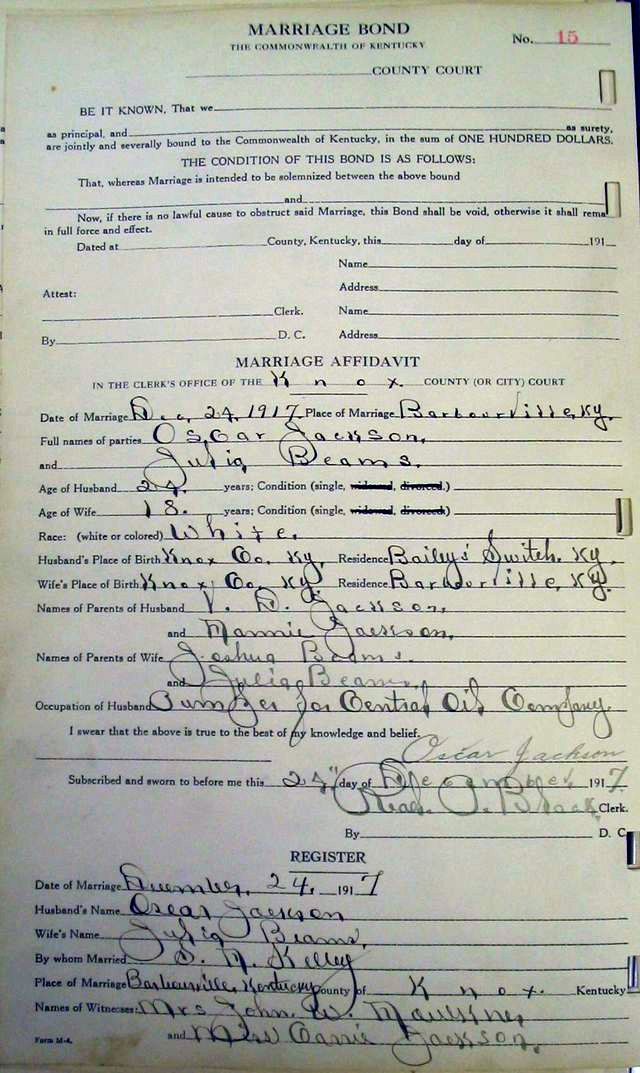 MARRIAGE BOND
THE COMMONWEALTH OF KENTUCKY
No. 15
COUNTY COURT
BE IT KNOWN, That we
as principal, and as surety,
are jointly and severally bound to the Commonwealth of Kentucky, in the sum of ONE HUNDRED DOLLARS.
THE CONDITION OF THIS BOND IS AS FOLLOWS:
That, whereas Marriage is intended to be solemnized between the above bound
and
Now, if there is no lawful cause to obstruct said Marriage, this Bond shall be void, otherwise it shall rema
in full force and effect.
Dated at County, Kentucky, this day of 191
Name
Address
Attest:
Clerk. Name
By D. C. Address
MARRIAGE AFFIDAVIT
IN THE CLERK'S OFFICE OF THE Knox COUNTY (OR CITY) COURT
Date of Marriage Dec, 24, 1917 Place of Marriage Barbourville, Ky.
Full names of parties Oscar Jackson,
and Julia Beams.
Age of Husband 24. years; Condition (single, widowed, divorced.)
Age of Wife 18. years; Condition (single, widowed, divorced.)
Race: (white or colored) White.
Husband's Place of Birth Knox Co. Ky. Residence Bailey's Switch. Ky.
Wife's Place of Birth Knox Co. Ky. Residence Barbourville, Ky.
Names of Parents of Husband V. D. Jackson,
and Nannie Jackson,
Names of Parents of Wife Joshua Beams.
and Julia Beams.
Occupation of Husband Pumper for Central Oil Company
I swear that the above is true to the best of my knowledge and belief.
Oscar Jackson
Subscribed and sworn to before me this 24" day of December 1917
Read P. Black Clerk.
By D. C.
REGISTER
Date of Marriage December, 24, 1917
Husband's Name Oscar Jackson
Wife's Name Julia Beams,
By whom Married S. M. Kelley
Place of Marriage Barbourville, Kentucky County of Knox. Kentucky
Names of Witnesses: Mrs John W. Faulkner
and Miss Carrie Jackson.
Form M-4.